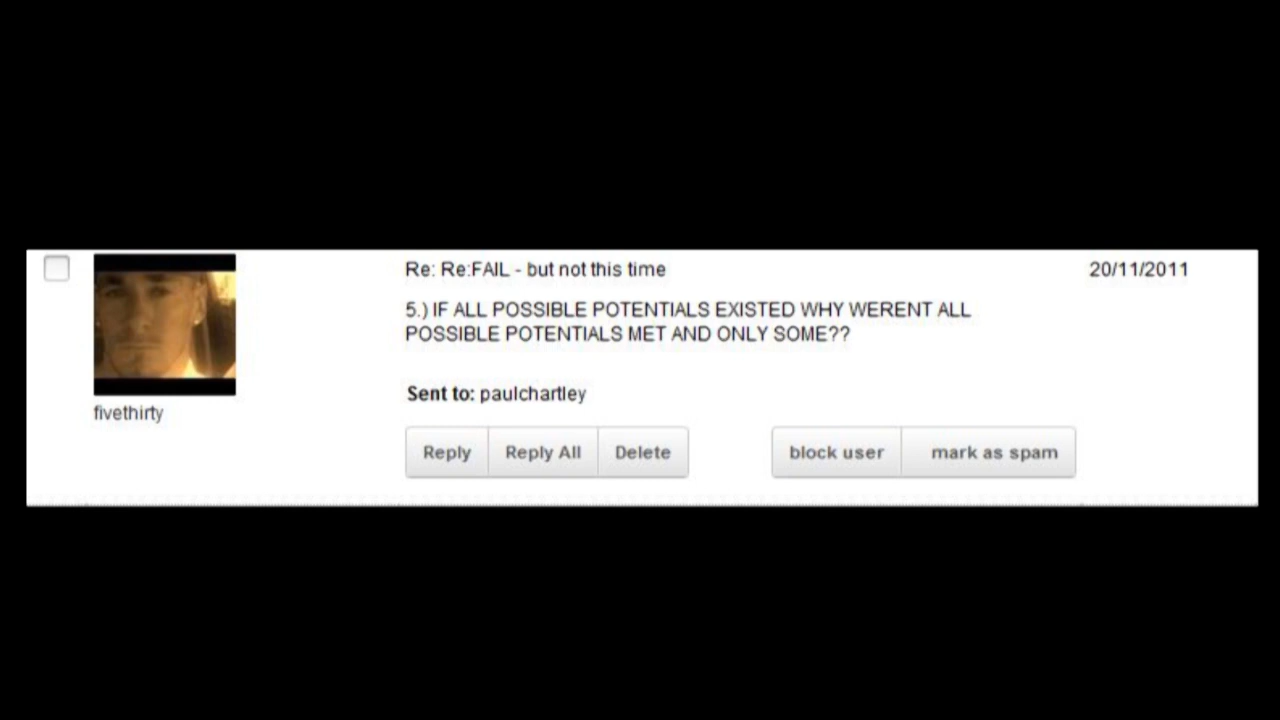 Re: Re:FAIL - but not this time
20/11/2011
5.) IF ALL POSSIBLE POTENTIALS EXISTED WHY WERENT ALL
POSSIBLE POTENTIALS MET AND ONLY SOME??
Sent to: paulchartley
fivethirty
Reply Reply All Delete block user mark as spam